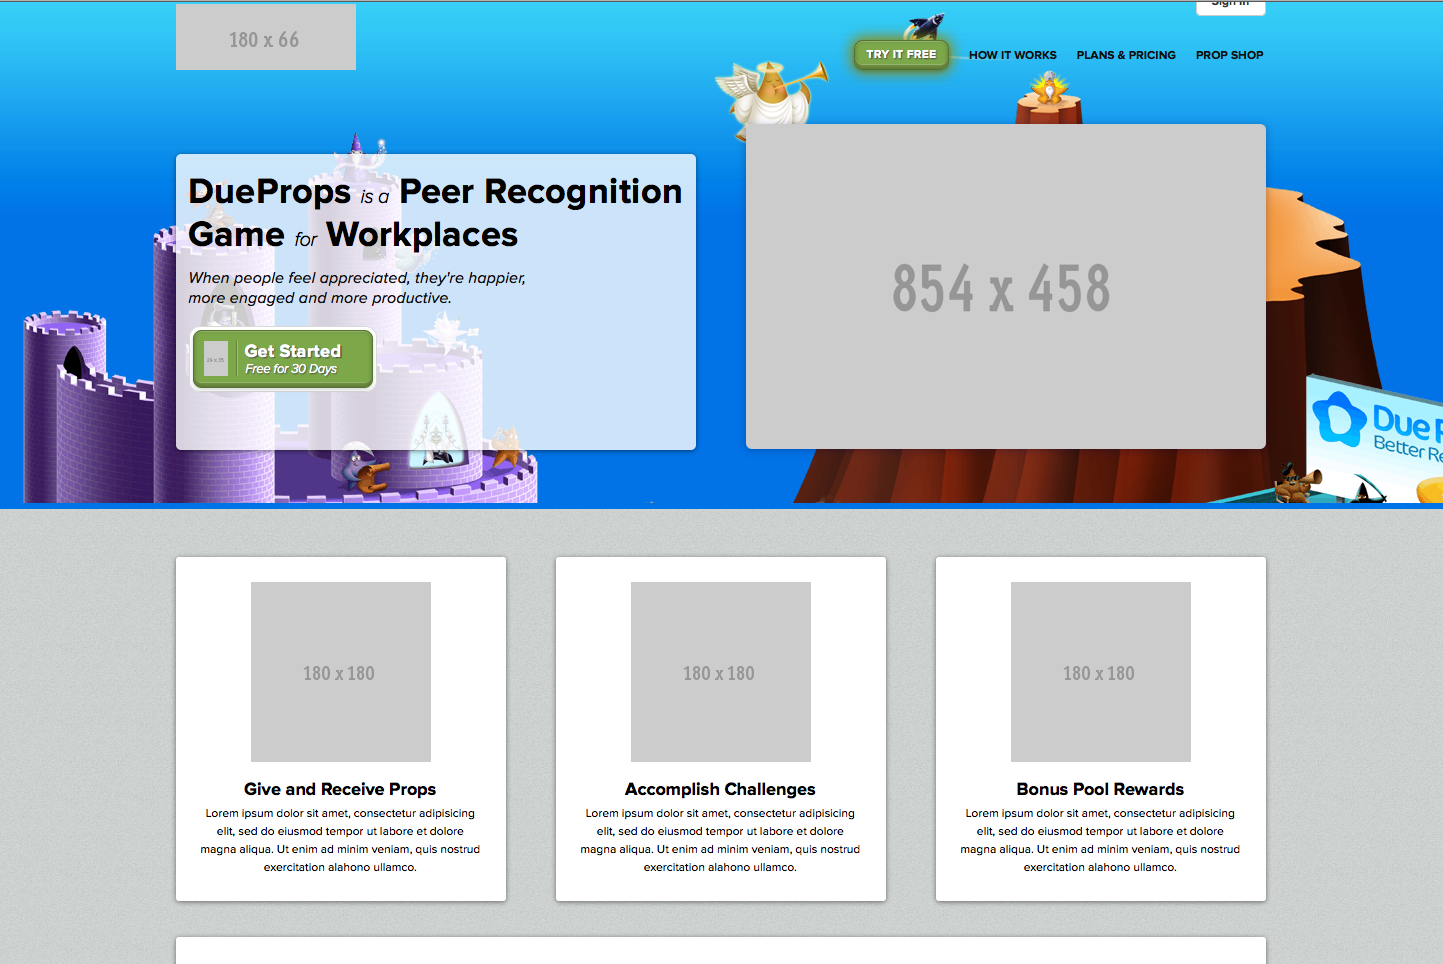 Sign In
180 x 66
TRY IT FREE
HOW IT WORKS
PLANS & PRICING
PROP SHOP
DueProps is a Peer Recognition
Game for Workplaces
When people feel appreciated, they're happier,
more engaged and more productive.
Get Started
Free for 30 Days
854 x 458
Due
Better Re
180 x 180
Give and Receive Props
Lorem ipsum dolor sit amet, consectetur adipisicing
elit, sed do eiusmod tempor ut labore et dolore
magna aliqua. Ut enim ad minim veniam, quis nostrud
exercitation alahono ullamco.
180 x 180
Accomplish Challenges
Lorem ipsum dolor sit amet, consectetur adipisicing
elit, sed do eiusmod tempor ut labore et dolore
magna aliqua. Ut enim ad minim veniam, quis nostrud
exercitation alahono ullamco.
180 x 180
Bonus Pool Rewards
Lorem ipsum dolor sit amet, consectetur adipisicing
elit, sed do eiusmod tempor ut labore et dolore
magna aliqua. Ut enim ad minim veniam, quis nostrud
exercitation alahono ullamco.